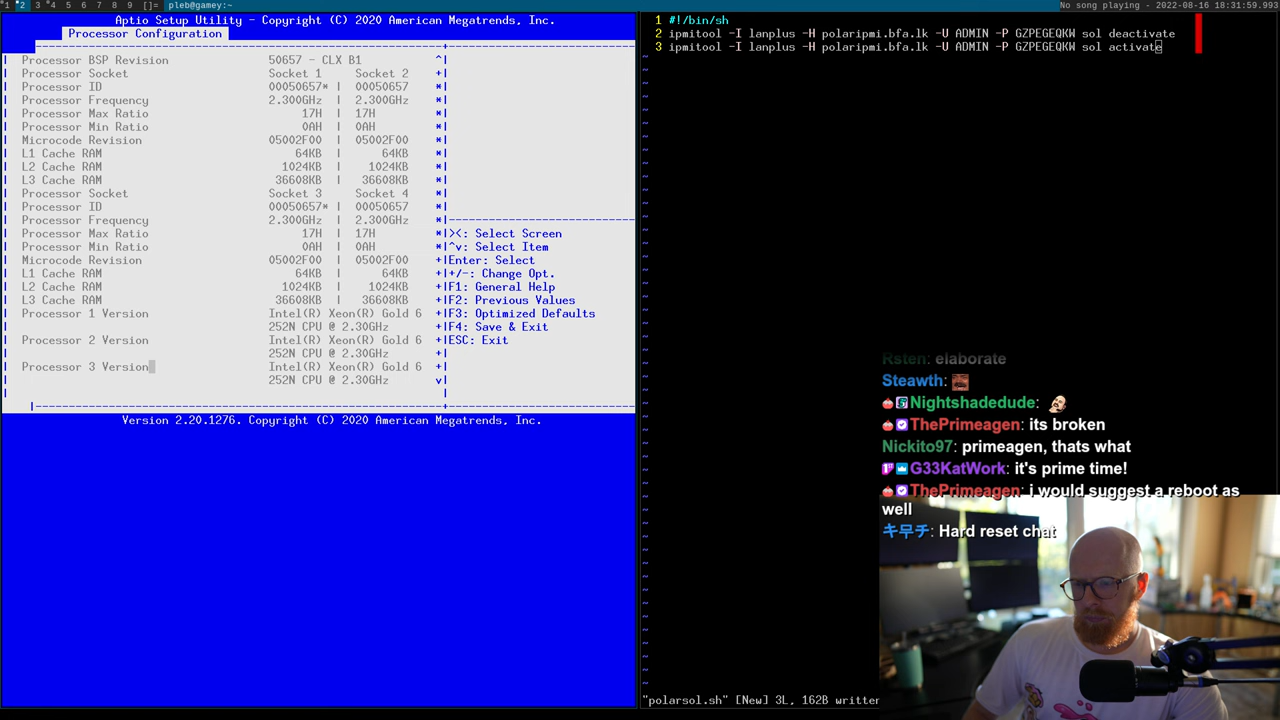 1 2 3 4 5 6 7 8 9 []= pleb@gamey:~
No song playing - 2022-08-16 18:31:59.993
Aptio Setup Utility - Copyright (C) 2020 American Megatrends, Inc.
Processor Configuration
Processor BSP Revision 50657 - CLX B1
Processor Socket Socket 1 Socket 2
Processor ID 00050657* | 00050657
Processor Frequency 2.300GHz | 2.300GHz
Processor Max Ratio 17H | 17H
Processor Min Ratio 0AH | 0AH
Microcode Revision 05002F00 | 05002F00
L1 Cache RAM 64KB | 64KB
L2 Cache RAM 1024KB | 1024KB
L3 Cache RAM 36608KB | 36608KB
Processor Socket Socket 3 Socket 4
Processor ID 00050657* | 00050657
Processor Frequency 2.300GHz | 2.300GHz
Processor Max Ratio 17H | 17H
Processor Min Ratio 0AH | 0AH
Microcode Revision 05002F00 | 05002F00
L1 Cache RAM 64KB | 64KB
L2 Cache RAM 1024KB | 1024KB
L3 Cache RAM 36608KB | 36608KB
Processor 1 Version Intel(R) Xeon(R) Gold 6
252N CPU @ 2.30GHz
Processor 2 Version Intel(R) Xeon(R) Gold 6
252N CPU @ 2.30GHz
Processor 3 Version Intel(R) Xeon(R) Gold 6
252N CPU @ 2.30GHz
><: Select Screen
^v: Select Item
Enter: Select
+/-: Change Opt.
F1: General Help
F2: Previous Values
F3: Optimized Defaults
F4: Save & Exit
ESC: Exit
Version 2.20.1276. Copyright (C) 2020 American Megatrends, Inc.
1 #!/bin/sh
2 ipmitool -I lanplus -H polaripmi.bfa.lk -U ADMIN -P GZPEGEQKW sol deactivate
3 ipmitool -I lanplus -H polaripmi.bfa.lk -U ADMIN -P GZPEGEQKW sol activate
"polarsol.sh" [New] 3L, 162B written
Rsten: elaborate
Steawth:
Nightshadedude:
ThePrimeagen: its broken
Nickito97: primeagen, thats what
G33KatWork: it's prime time!
ThePrimeagen: i would suggest a reboot as
well
キ무チ: Hard reset chat